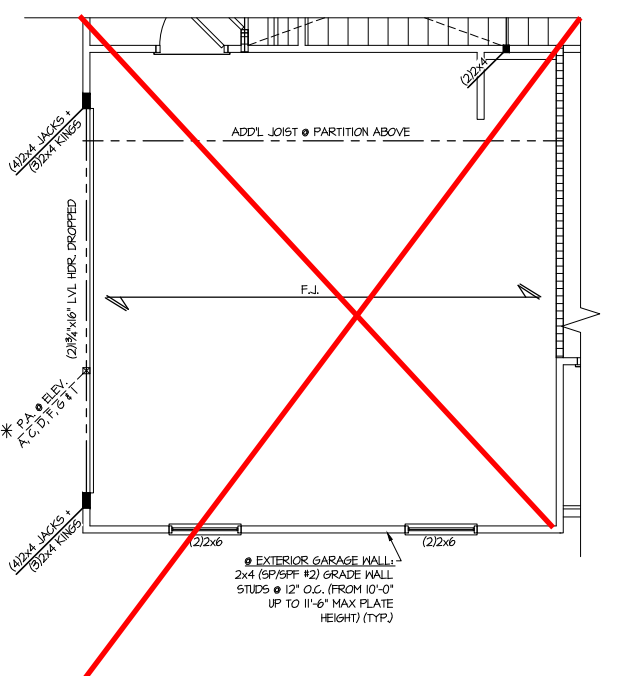 (2)2x4
(4)2x4 JACKS +
(3)2x4 KINGS
ADD'L JOIST @ PARTITION ABOVE
(2)1¾"x16" LVL HDR. DROPPED
F.J.
* P.A. @ ELEV.
A, C, D, F, G & I
(4)2x4 JACKS +
(3)2x4 KINGS
(2)2x6
(2)2x6
@ EXTERIOR GARAGE WALL:
2x4 (SP/SPF #2) GRADE WALL
STUDS @ 12" O.C. (FROM 10'-0"
UP TO 11'-6" MAX PLATE
HEIGHT) (TYP.)